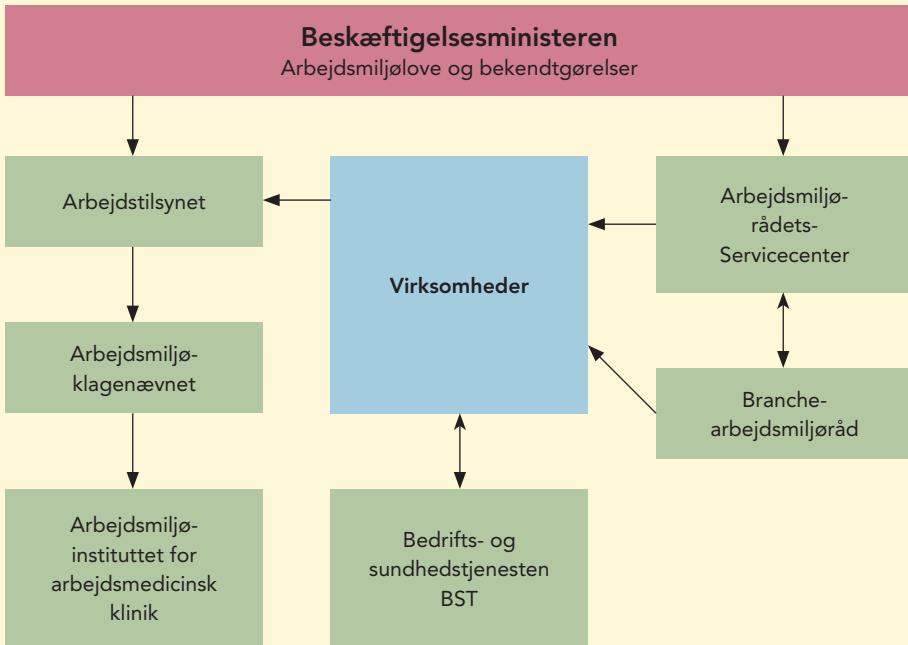 Beskæftigelsesministeren
Arbejdsmiljølove og bekendtgørelser
Arbejdstilsynet
Virksomheder
Arbejdsmiljø-
rådets-
Servicecenter
Arbejdsmiljø-
klagenævnet
Branche-
arbejdsmiljøråd
Arbejdsmiljø-
instituttet for
arbejdsmedicinsk
klinik
Bedrifts- og
sundhedstjenesten
BST